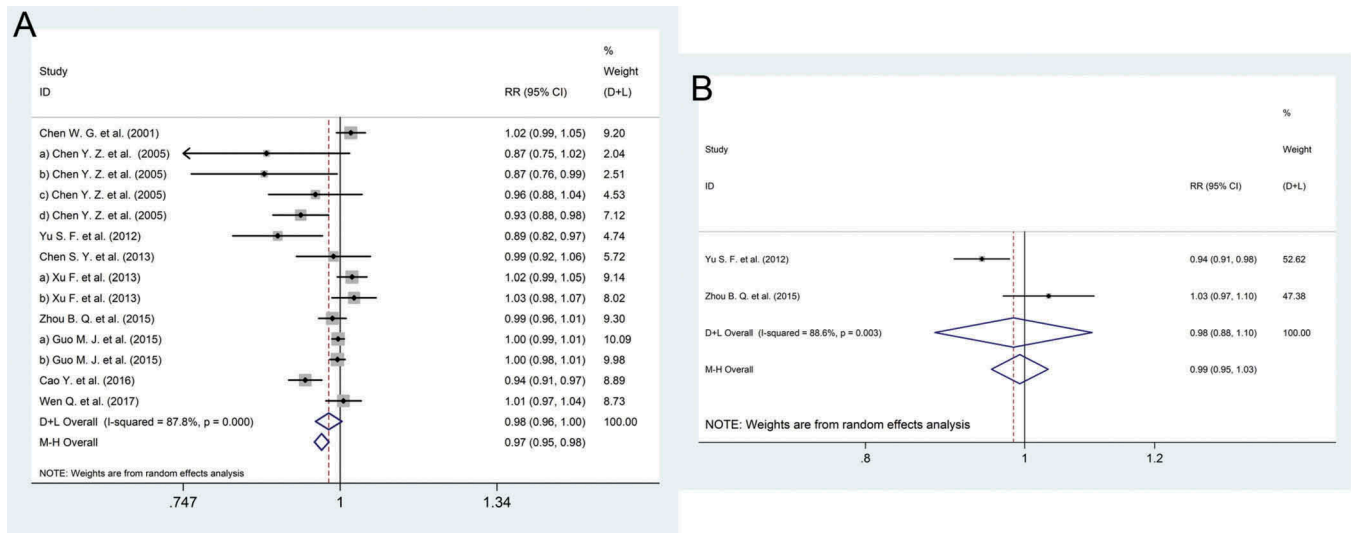 A
%
Study Weight
ID RR (95% CI) (D+L)
Chen W. G. et al. (2001) 1.02 (0.99, 1.05) 9.20
a) Chen Y. Z. et al. (2005) 0.87 (0.75, 1.02) 2.04
b) Chen Y. Z. et al. (2005) 0.87 (0.76, 0.99) 2.51
c) Chen Y. Z. et al. (2005) 0.96 (0.88, 1.04) 4.53
d) Chen Y. Z. et al. (2005) 0.93 (0.88, 0.98) 7.12
Yu S. F. et al. (2012) 0.89 (0.82, 0.97) 4.74
Chen S. Y. et al. (2013) 0.99 (0.92, 1.06) 5.72
a) Xu F. et al. (2013) 1.02 (0.99, 1.05) 9.14
b) Xu F. et al. (2013) 1.03 (0.98, 1.07) 8.02
Zhou B. Q. et al. (2015) 0.99 (0.96, 1.01) 9.30
a) Guo M. J. et al. (2015) 1.00 (0.99, 1.01) 10.09
b) Guo M. J. et al. (2015) 1.00 (0.98, 1.01) 9.98
Cao Y. et al. (2016) 0.94 (0.91, 0.97) 8.89
Wen Q. et al. (2017) 1.01 (0.97, 1.04) 8.73
D+L Overall (I-squared = 87.8%, p = 0.000) 0.98 (0.96, 1.00) 100.00
M-H Overall 0.97 (0.95, 0.98)
NOTE: Weights are from random effects analysis
.747 1 1.34
B
%
Study Weight
ID RR (95% CI) (D+L)
Yu S. F. et al. (2012) 0.94 (0.91, 0.98) 52.62
Zhou B. Q. et al. (2015) 1.03 (0.97, 1.10) 47.38
D+L Overall (I-squared = 88.6%, p = 0.003) 0.98 (0.88, 1.10) 100.00
M-H Overall 0.99 (0.95, 1.03)
NOTE: Weights are from random effects analysis
.8 1 1.2